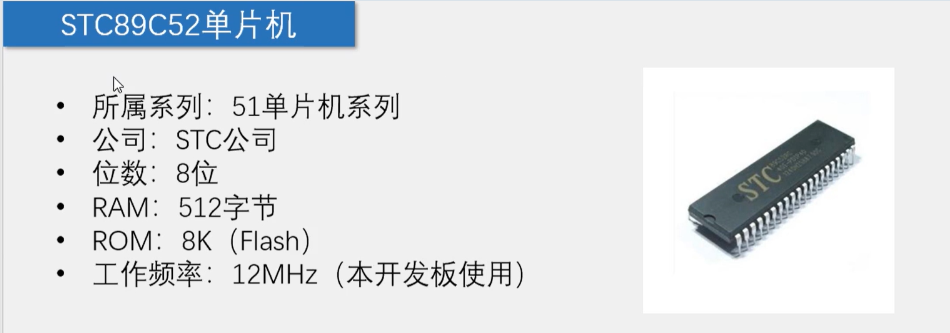 STC89C52单片机
• 所属系列：51单片机系列
• 公司：STC公司
• 位数：8位
• RAM：512字节
• ROM：8K（Flash）
• 工作频率：12MHz（本开发板使用）
STC